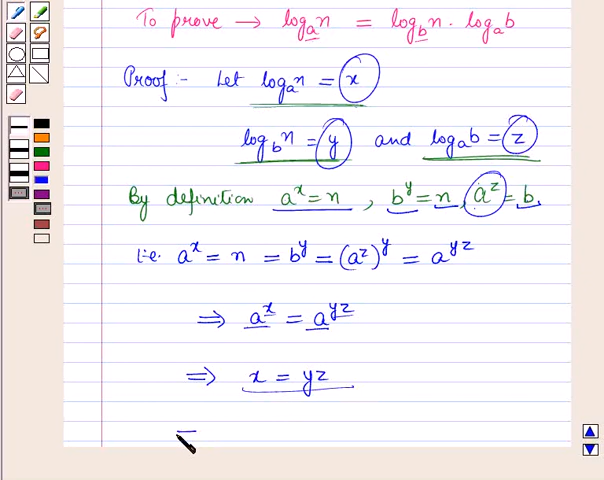 To prove → logₐn = log_b n · logₐb
Proof :- Let logₐn = x
log_b n = y and logₐb = z
By definition aˣ = n , bʸ = n , aᶻ = b.
i.e. aˣ = n = bʸ = (aᶻ)ʸ = aʸᶻ
⇒ aˣ = aʸᶻ
⇒ x = yz